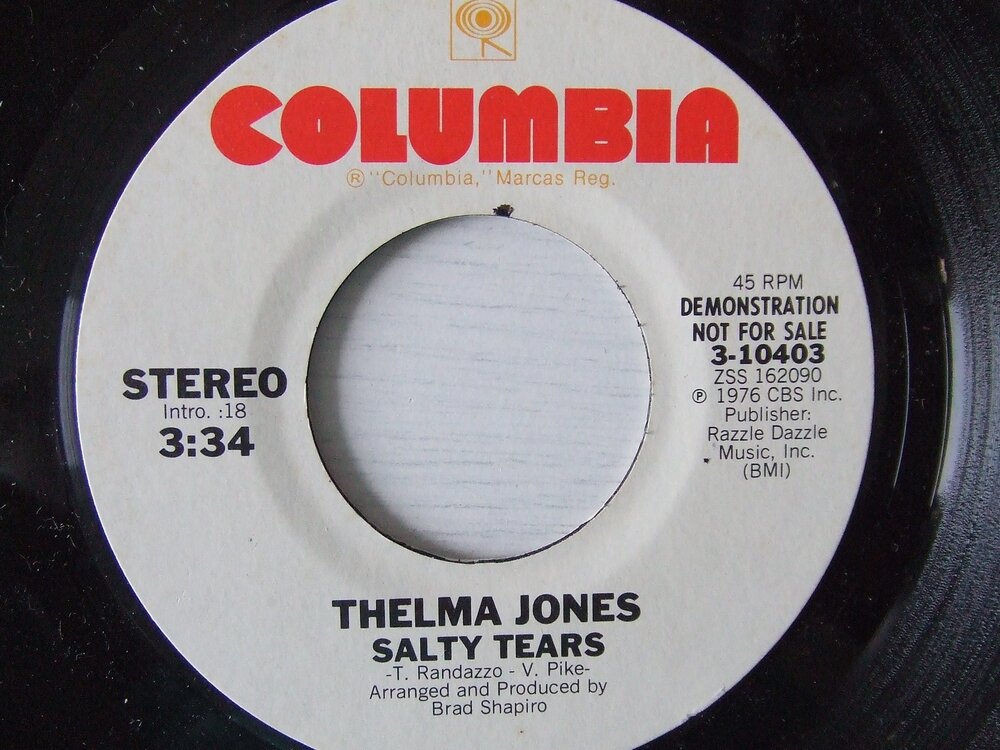 COLUMBIA
® "Columbia," Marcas Reg.
45 RPM
DEMONSTRATION
NOT FOR SALE
3-10403
ZSS 162090
℗ 1976 CBS Inc.
Publisher:
Razzle Dazzle
Music, Inc.
(BMI)
STEREO
Intro. :18
3:34
THELMA JONES
SALTY TEARS
-T. Randazzo - V. Pike-
Arranged and Produced by
Brad Shapiro